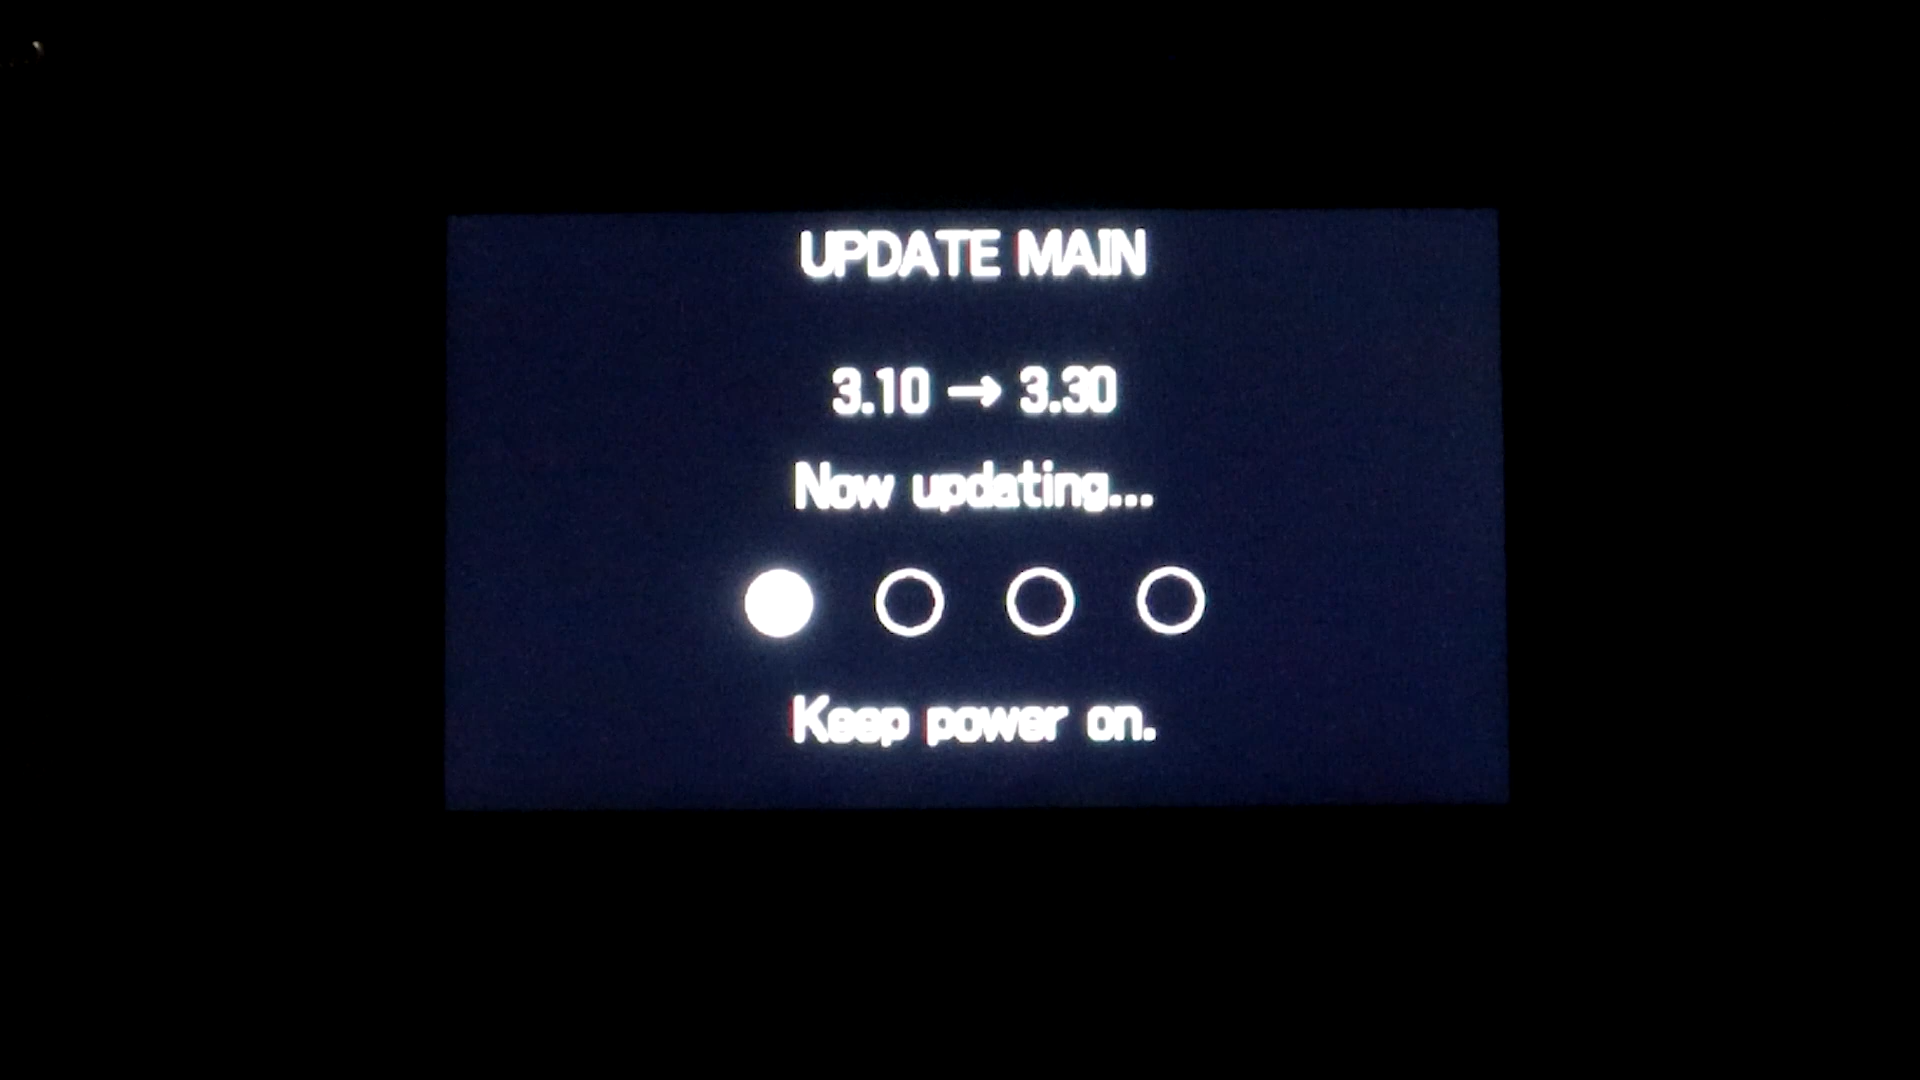 UPDATE MAIN
3.10 → 3.30
Now updating...
Keep power on.